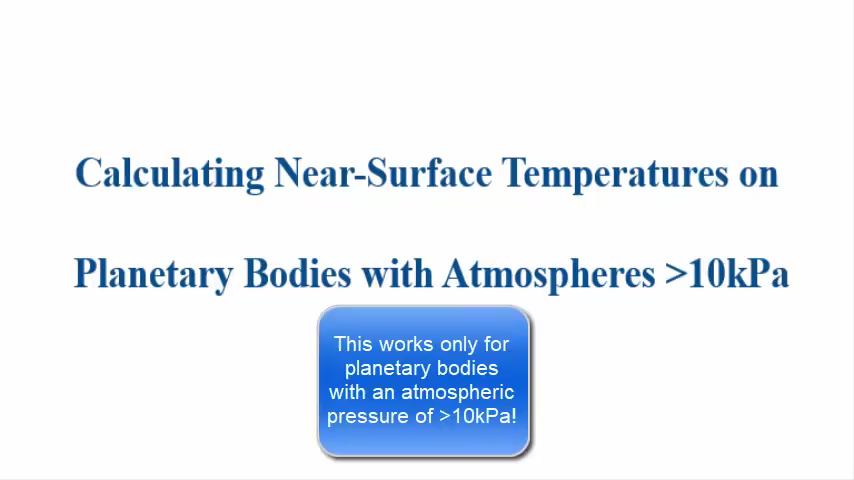 Calculating Near-Surface Temperatures on
Planetary Bodies with Atmospheres >10kPa
This works only for
planetary bodies
with an atmospheric
pressure of >10kPa!